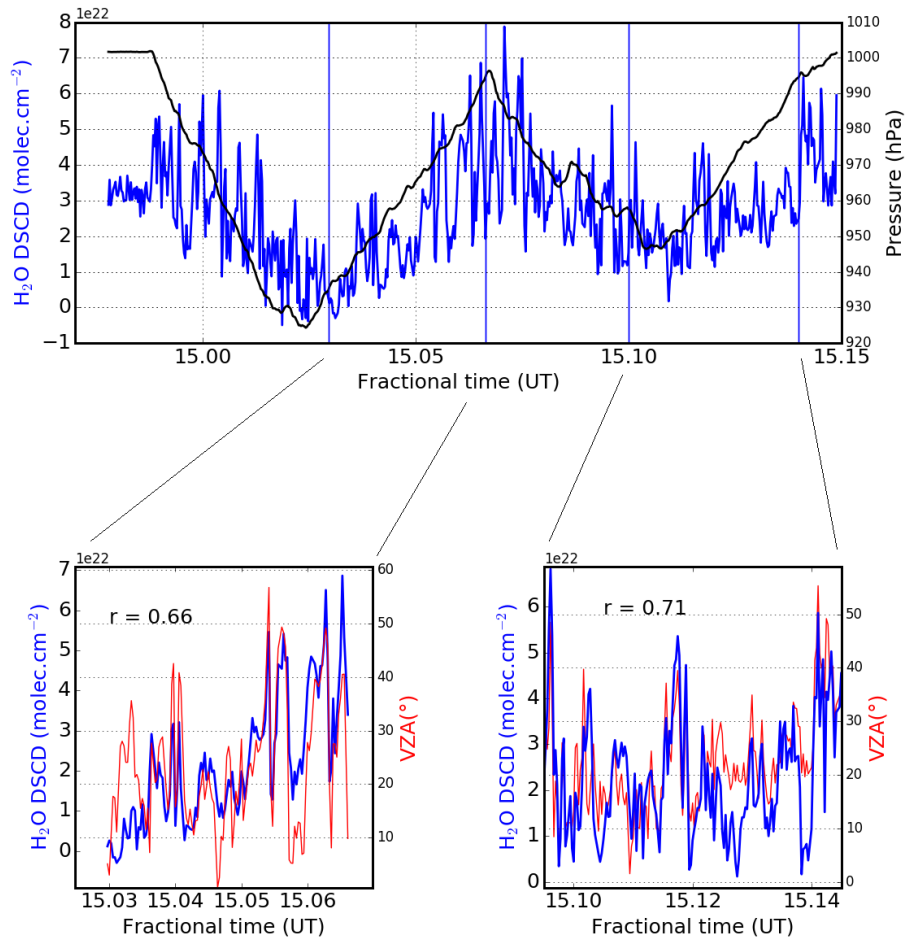 1e22
8
7
6
5
4
3
2
1
0
−1
H₂O DSCD (molec.cm⁻²)
1010
1000
990
980
970
960
950
940
930
920
Pressure (hPa)
15.00 15.05 15.10 15.15
Fractional time (UT)
1e22
7
6
5
4
3
2
1
0
H₂O DSCD (molec.cm⁻²)
r = 0.66
60
50
40
30
20
10
VZA(°)
15.03 15.04 15.05 15.06
Fractional time (UT)
1e22
6
5
4
3
2
1
0
H₂O DSCD (molec.cm⁻²)
r = 0.71
50
40
30
20
10
0
VZA(°)
15.10 15.12 15.14
Fractional time (UT)